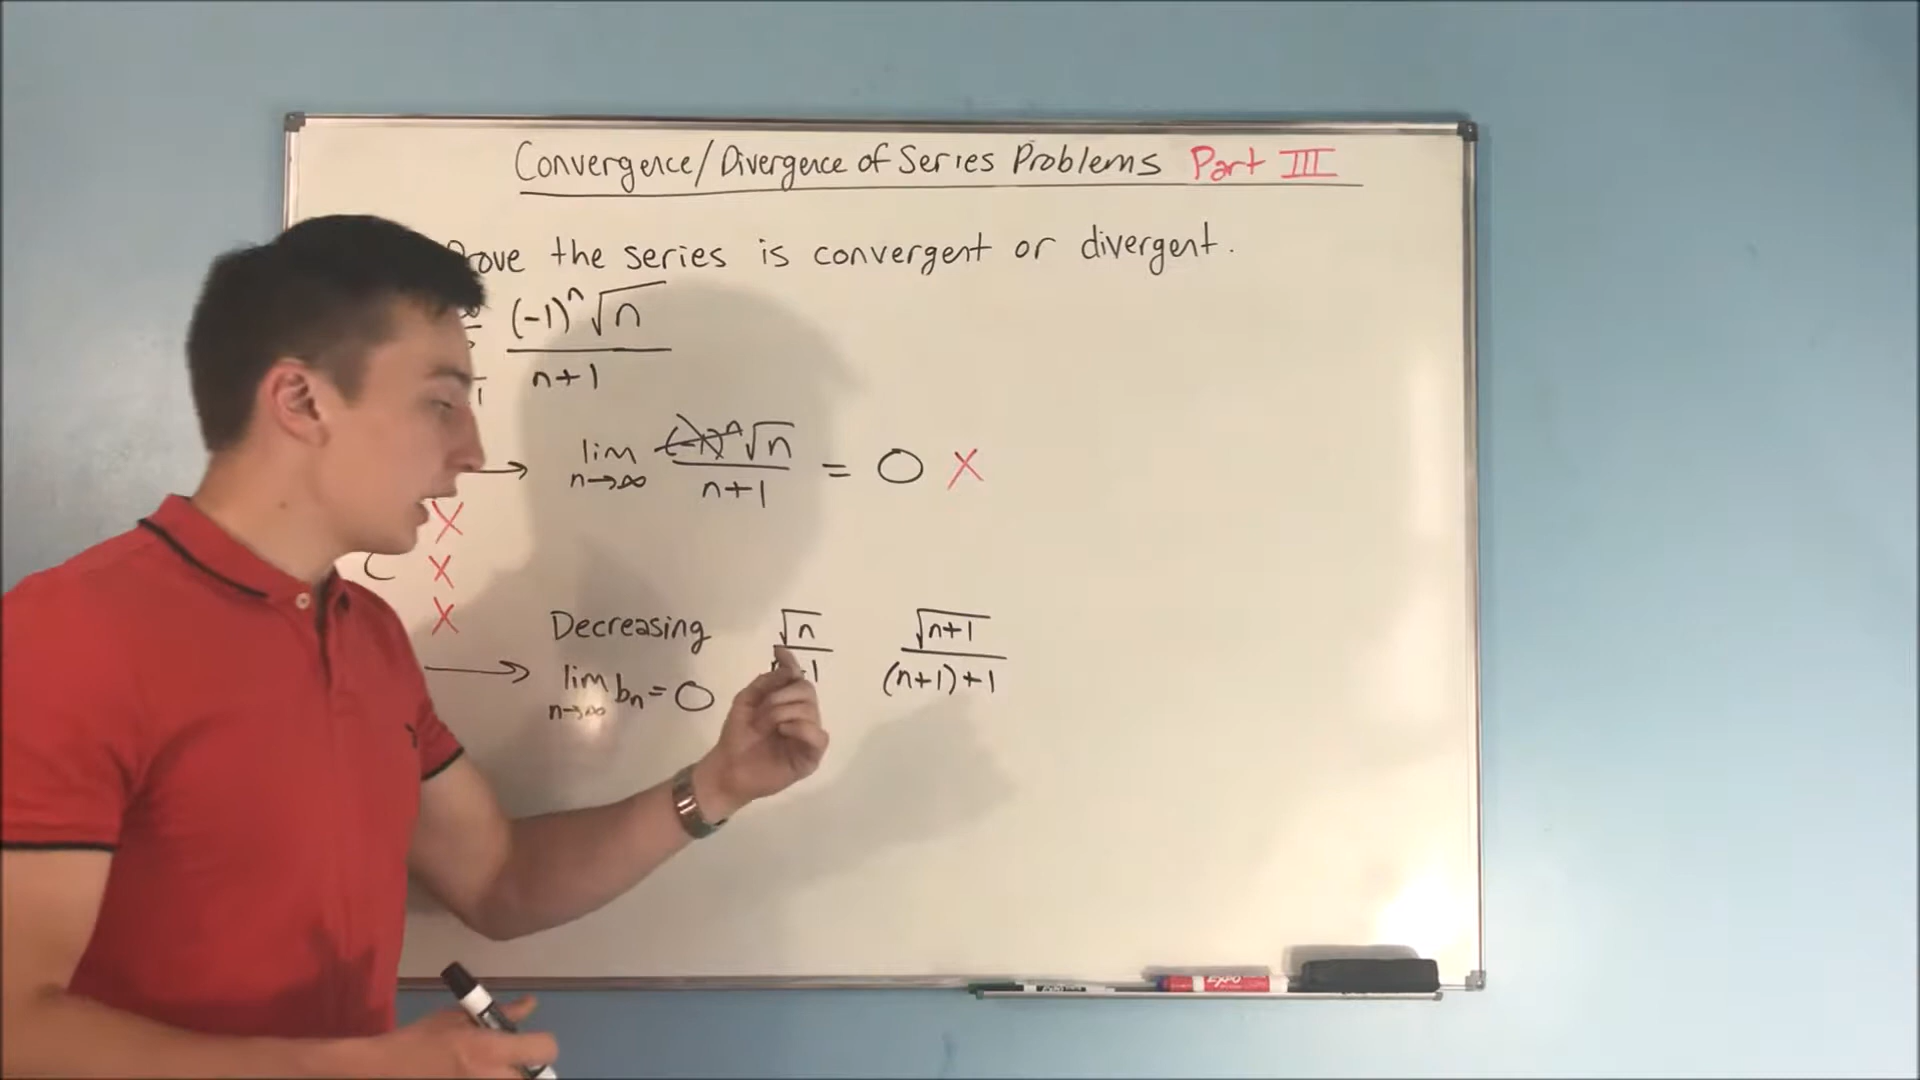 Convergence/Divergence of Series Problems Part III
the series is convergent or divergent.
(-1)^n √n
n+1
lim n→∞ (-1)^n √n / n+1 = 0 X
X
C X
X
Decreasing √n √n+1
(n+1)+1
→ lim n→∞ bn = 0
EXPO